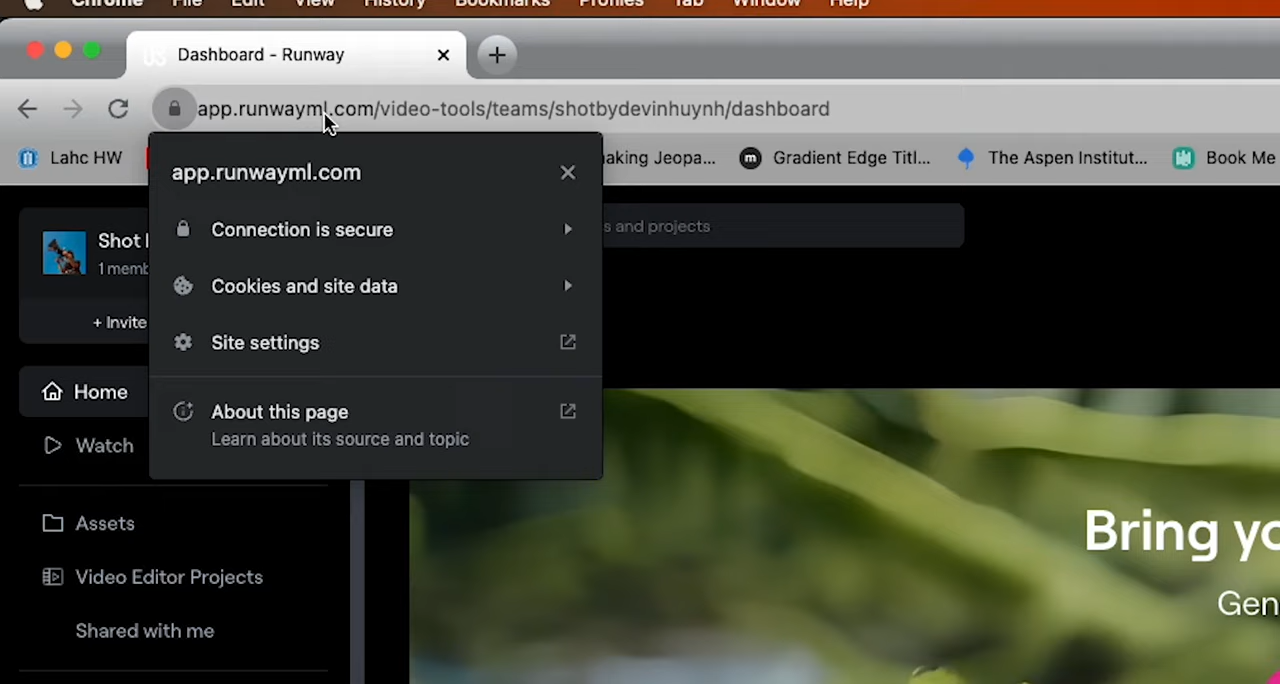 Chrome File Edit View History Bookmarks Profiles Tab Window Help
Dashboard - Runway
app.runwayml.com/video-tools/teams/shotbydevinhuynh/dashboard
Lahc HW
aking Jeopa...
Gradient Edge Titl...
The Aspen Institut...
Book Me
app.runwayml.com
Connection is secure
Cookies and site data
Site settings
About this page
Learn about its source and topic
s and projects
Shot
1 memb
+ Invite
Home
Watch
Assets
Video Editor Projects
Shared with me
Bring yo
Gen